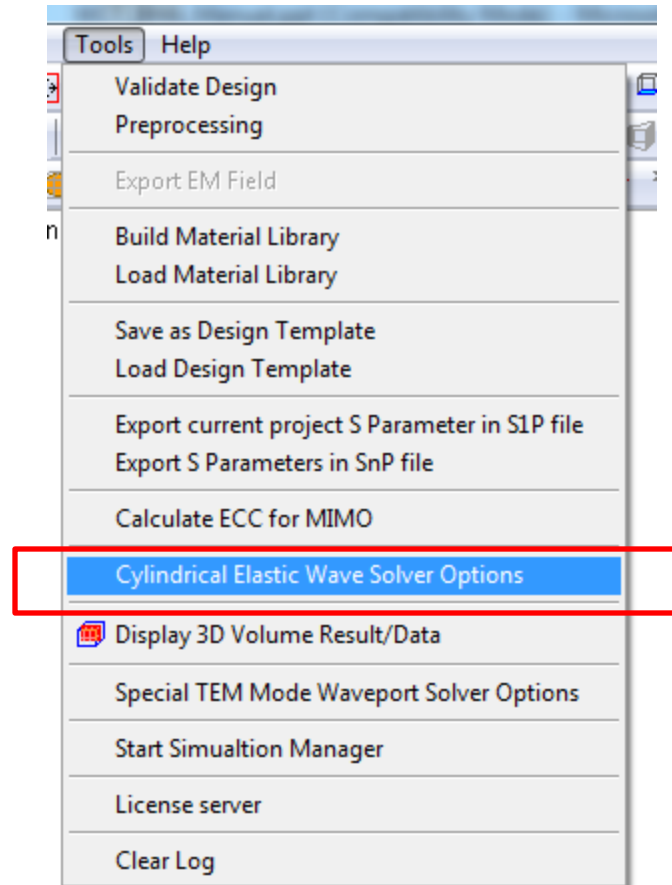 Tools Help
Validate Design
Preprocessing
Export EM Field
n
Build Material Library
Load Material Library
Save as Design Template
Load Design Template
Export current project S Parameter in S1P file
Export S Parameters in SnP file
Calculate ECC for MIMO
Cylindrical Elastic Wave Solver Options
Display 3D Volume Result/Data
Special TEM Mode Waveport Solver Options
Start Simualtion Manager
License server
Clear Log